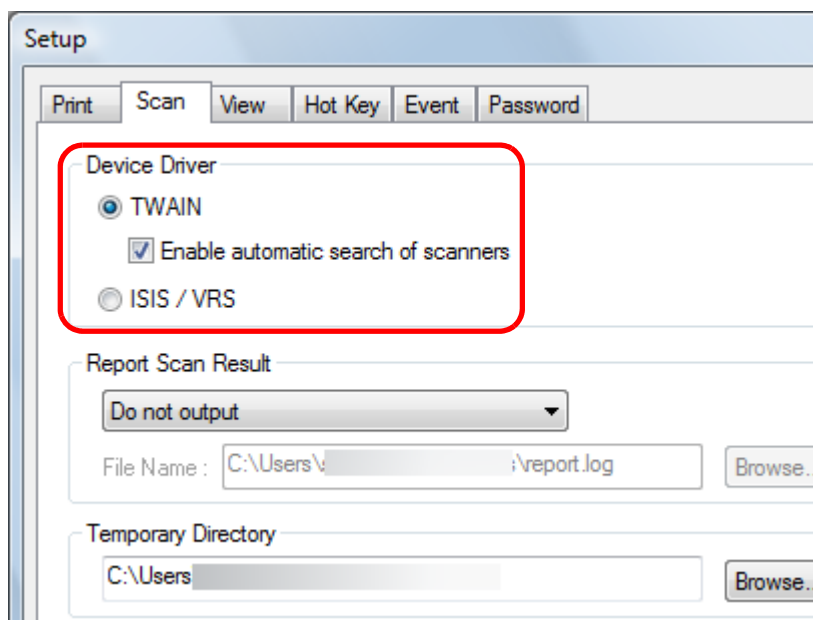 Setup
Print Scan View Hot Key Event Password
Device Driver
TWAIN
Enable automatic search of scanners
ISIS / VRS
Report Scan Result
Do not output
File Name : C:\Users\ s\report.log Browse..
Temporary Directory
C:\Users Browse..